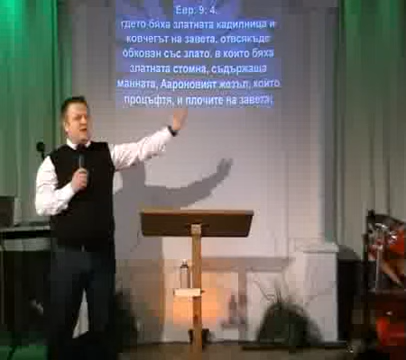 Евр. 9: 4.
гдето бяха златната кадилница и
ковчегът на завета, отвсякъде
обкован със злато, в който бяха
златната стомна, съдържаща
манната, Аароновият жезъл, който
процъфтя, и плочите на завета;